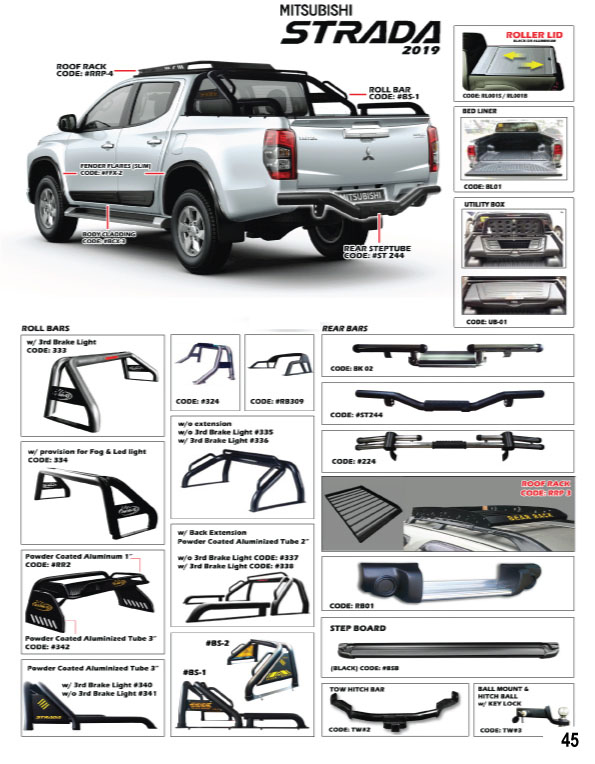 MITSUBISHI
STRADA
2019
ROOF RACK
CODE: #RRP-4
ROLL BAR
CODE: #BS-1
FENDER FLARES (SLIM)
CODE: #FFX-2
BODY CLADDING
CODE: #BCX-3
MITSUBISHI
REAR STEPTUBE
CODE: #ST 244
ROLLER LID
BLACK OR ALUMINUM
CODE: RL001S / RL001B
BED LINER
CODE: BL01
UTILITY BOX
CODE: UB-01
ROLL BARS
w/ 3rd Brake Light
CODE: 333
w/ provision for Fog & Led light
CODE: 334
Powder Coated Aluminum 1"
CODE: #RR2
Powder Coated Aluminized Tube 3"
CODE: #342
Powder Coated Aluminized Tube 3"
w/ 3rd Brake Light #340
w/o 3rd Brake Light #341
STRADA
CODE: #324
CODE: #RB309
w/o extension
w/o 3rd Brake Light #335
w/ 3rd Brake Light #336
w/ Back Extension
Powder Coated Aluminized Tube 2"
w/o 3rd Brake Light CODE: #337
w/ 3rd Brake Light CODE: #338
#BS-2
#BS-1
REAR BARS
CODE: BK 02
CODE: #ST244
CODE: #224
ROOF RACK
CODE: RRP 3
BEAR RACK
CODE: RB01
STEP BOARD
(BLACK) CODE: #BSB
TOW HITCH BAR
CODE: TW#2
BALL MOUNT &
HITCH BALL
w/ KEY LOCK
CODE: TW#3
45